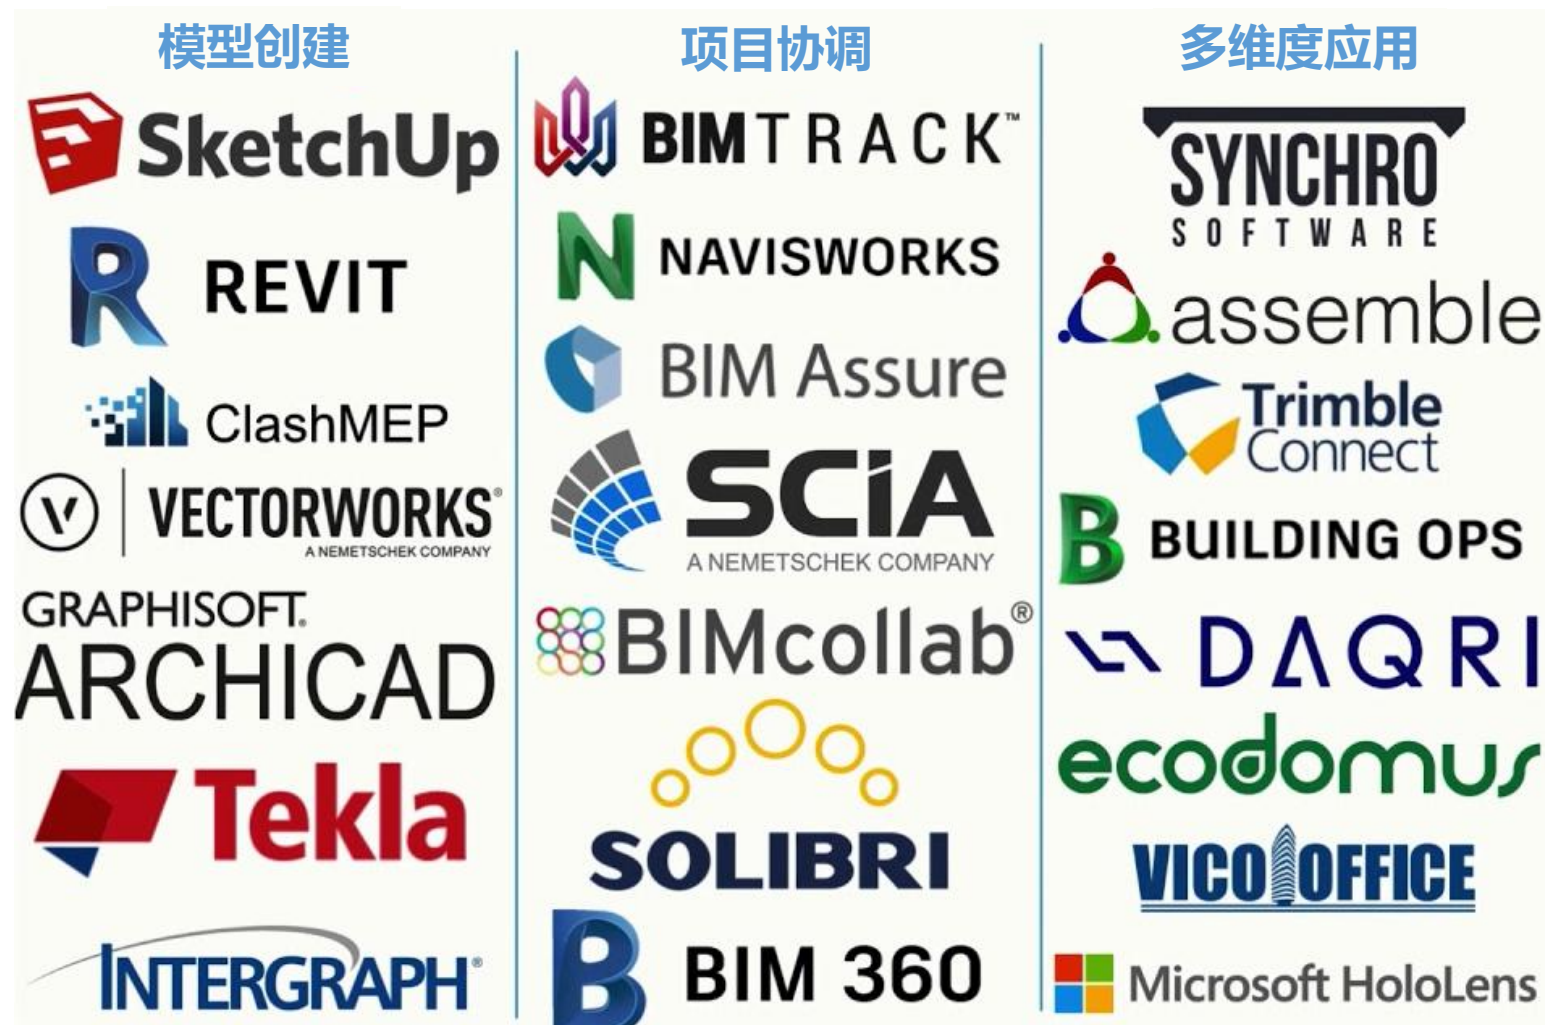 模型创建
SketchUp
REVIT
ClashMEP
VECTORWORKS®
A NEMETSCHEK COMPANY
GRAPHISOFT®
ARCHICAD
Tekla
INTERGRAPH®
项目协调
BIMTRACK™
NAVISWORKS
BIM Assure
SCiA
A NEMETSCHEK COMPANY
BIMcollab®
SOLIBRI
BIM 360
多维度应用
SYNCHRO
SOFTWARE
assemble
Trimble
Connect
BUILDING OPS
DAQRI
ecodomus
VICO OFFICE
Microsoft HoloLens